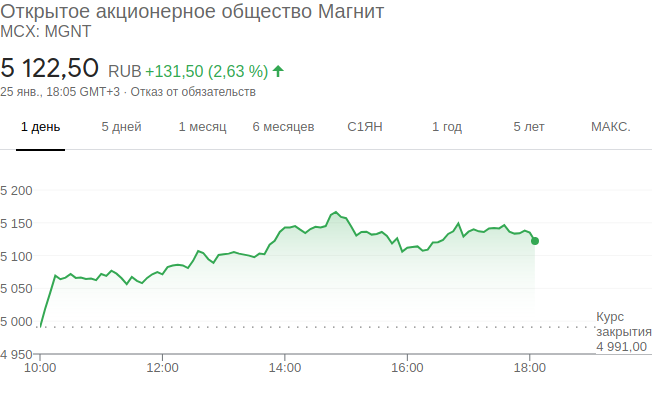 Открытое акционерное общество Магнит
MCX: MGNT
5 122,50 RUB +131,50 (2,63 %)
25 янв., 18:05 GMT+3 · Отказ от обязательств
1 день 5 дней 1 месяц 6 месяцев С1ЯН 1 год 5 лет МАКС.
5 200
5 150
5 100
5 050
5 000
Курс
закрытия
4 991,00
4 950
10:00 12:00 14:00 16:00 18:00